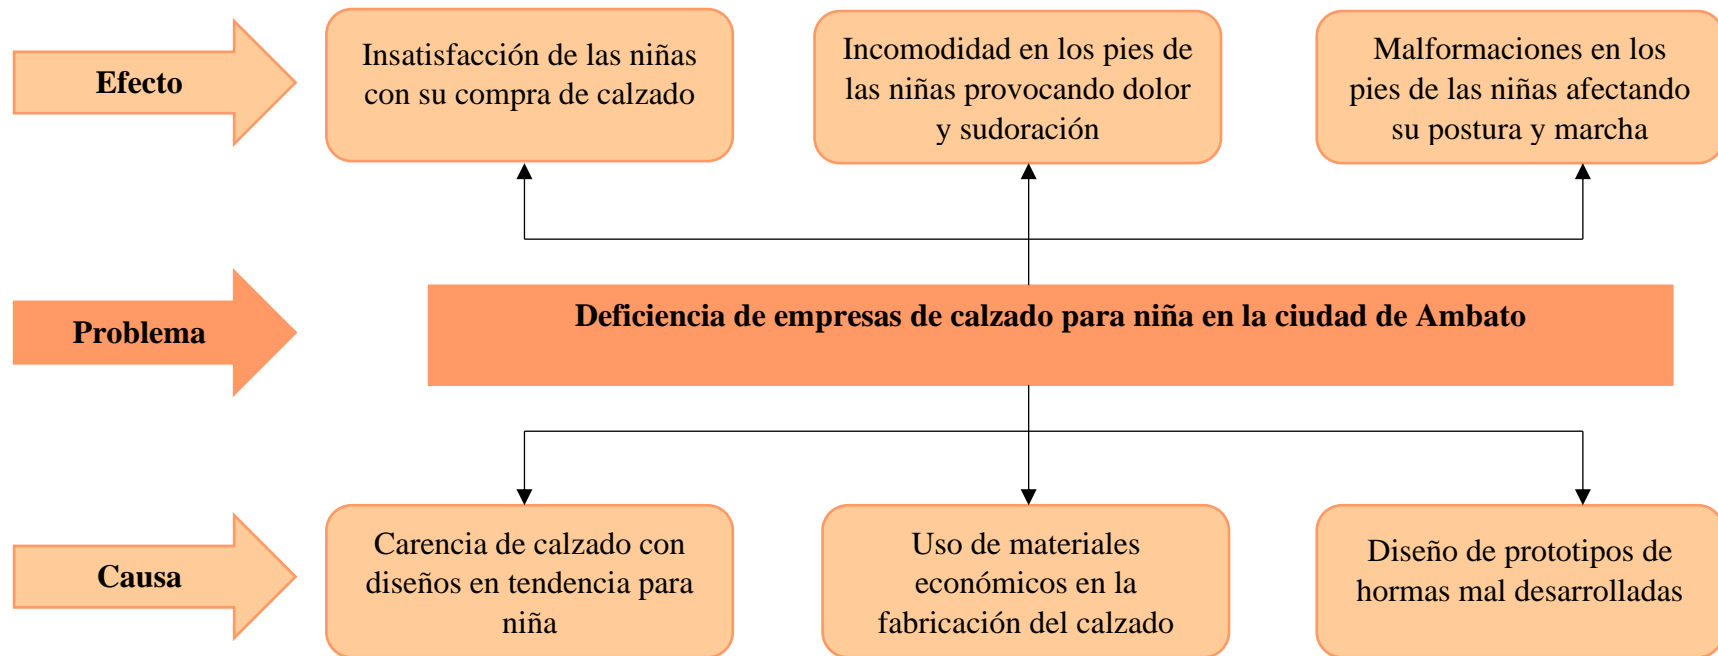 Efecto
Insatisfacción de las niñas
con su compra de calzado
Incomodidad en los pies de
las niñas provocando dolor
y sudoración
Malformaciones en los
pies de las niñas afectando
su postura y marcha
Problema
Deficiencia de empresas de calzado para niña en la ciudad de Ambato
Causa
Carencia de calzado con
diseños en tendencia para
niña
Uso de materiales
económicos en la
fabricación del calzado
Diseño de prototipos de
hormas mal desarrolladas